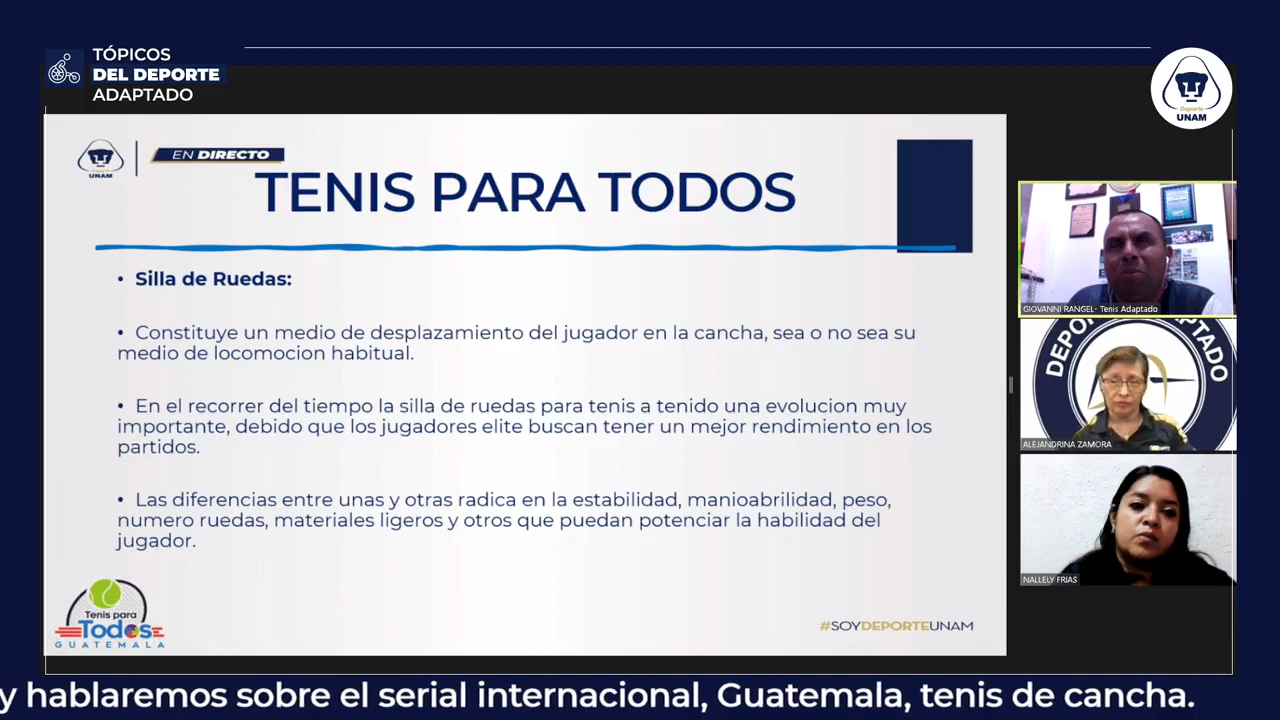 TÓPICOS
DEL DEPORTE
ADAPTADO
Deporte
UNAM
UNAM
EN DIRECTO
TENIS PARA TODOS
• Silla de Ruedas:
• Constituye un medio de desplazamiento del jugador en la cancha, sea o no sea su
medio de locomocion habitual.
• En el recorrer del tiempo la silla de ruedas para tenis a tenido una evolucion muy
importante, debido que los jugadores elite buscan tener un mejor rendimiento en los
partidos.
• Las diferencias entre unas y otras radica en la estabilidad, manioabrilidad, peso,
numero ruedas, materiales ligeros y otros que puedan potenciar la habilidad del
jugador.
Tenis para
Todos
GUATEMALA
#SOYDEPORTEUNAM
GIOVANNI RANGEL- Tenis Adaptado
ALEJANDRINA ZAMORA
NALLELY FRIAS
y hablaremos sobre el serial internacional, Guatemala, tenis de cancha.